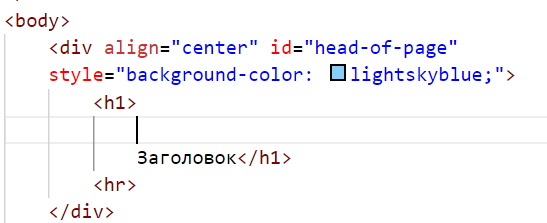 <body>
<div align="center" id="head-of-page"
style="background-color: lightskyblue;">
<h1>
Заголовок</h1>
<hr>
</div>